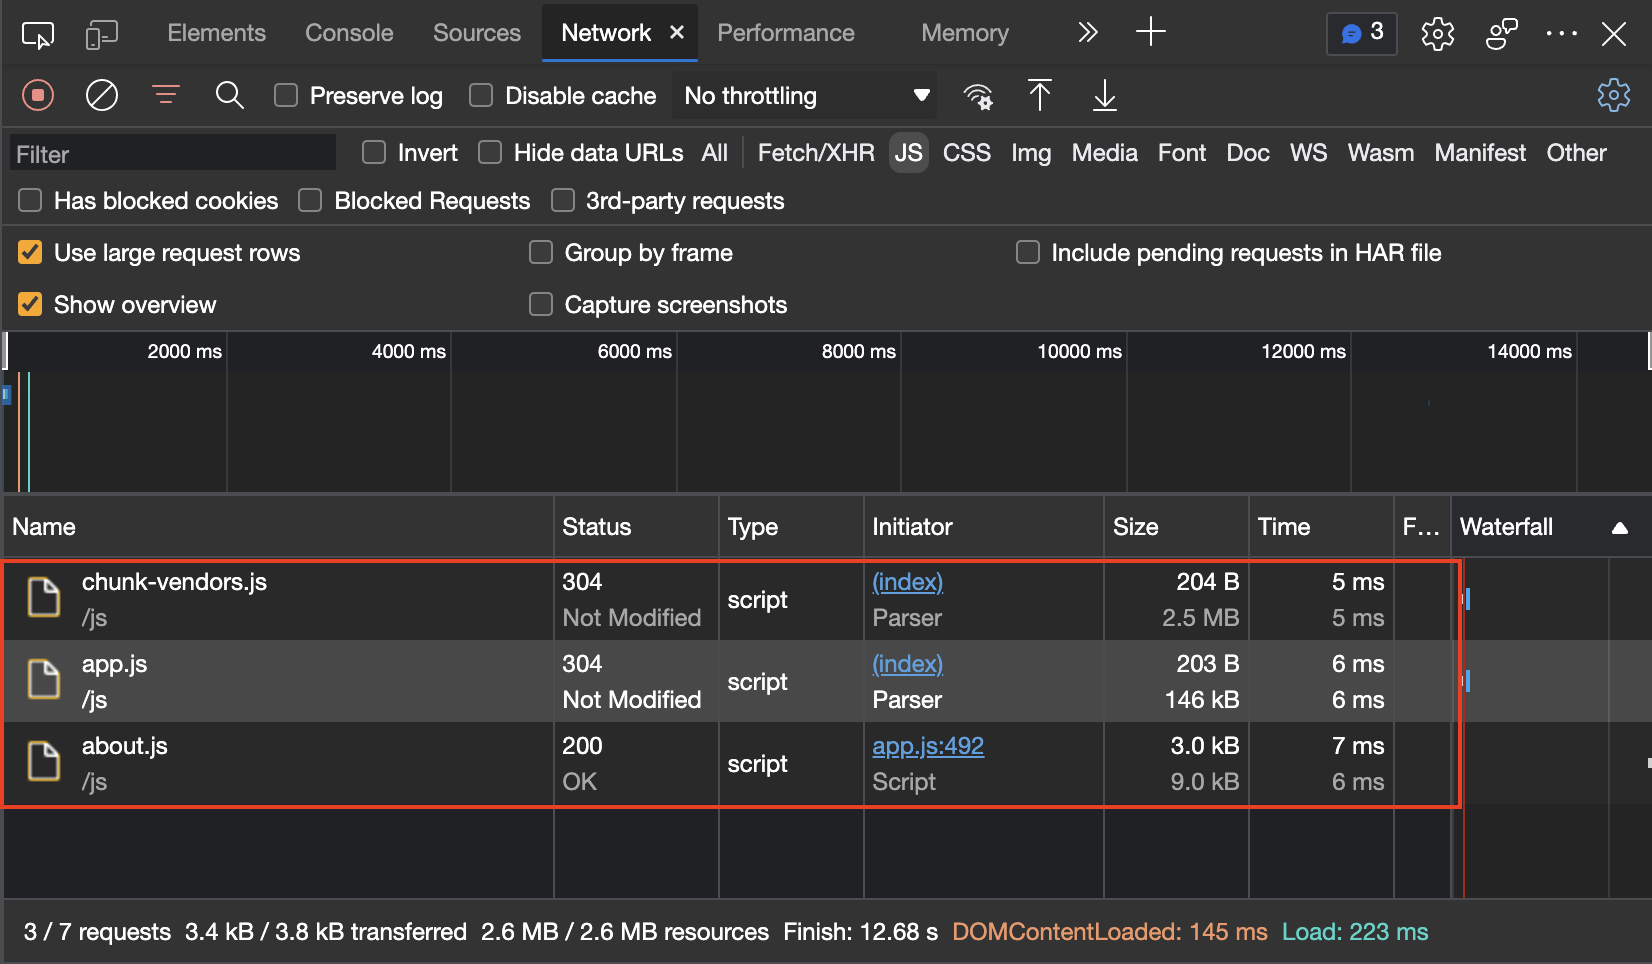 Elements Console Sources Network Performance Memory 3
Preserve log Disable cache No throttling
Filter Invert Hide data URLs All Fetch/XHR JS CSS Img Media Font Doc WS Wasm Manifest Other
Has blocked cookies Blocked Requests 3rd-party requests
Use large request rows Group by frame Include pending requests in HAR file
Show overview Capture screenshots
2000 ms 4000 ms 6000 ms 8000 ms 10000 ms 12000 ms 14000 ms
Name Status Type Initiator Size Time F... Waterfall
chunk-vendors.js 304 script (index) 204 B 5 ms
/js Not Modified Parser 2.5 MB 5 ms
app.js 304 script (index) 203 B 6 ms
/js Not Modified Parser 146 kB 6 ms
about.js 200 script app.js:492 3.0 kB 7 ms
/js OK Script 9.0 kB 6 ms
3 / 7 requests 3.4 kB / 3.8 kB transferred 2.6 MB / 2.6 MB resources Finish: 12.68 s DOMContentLoaded: 145 ms Load: 223 ms